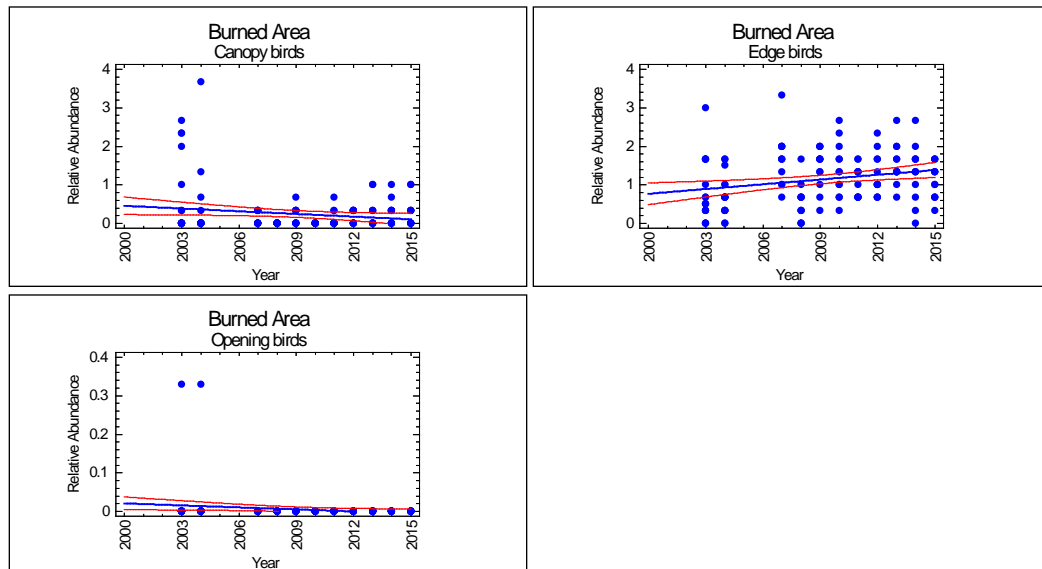 Burned Area
Canopy birds
Relative Abundance
4
3
2
1
0
2000 2003 2006 2009 2012 2015
Year
Burned Area
Edge birds
Relative Abundance
4
3
2
1
0
2000 2003 2006 2009 2012 2015
Year
Burned Area
Opening birds
Relative Abundance
0.4
0.3
0.2
0.1
0
2000 2003 2006 2009 2012 2015
Year